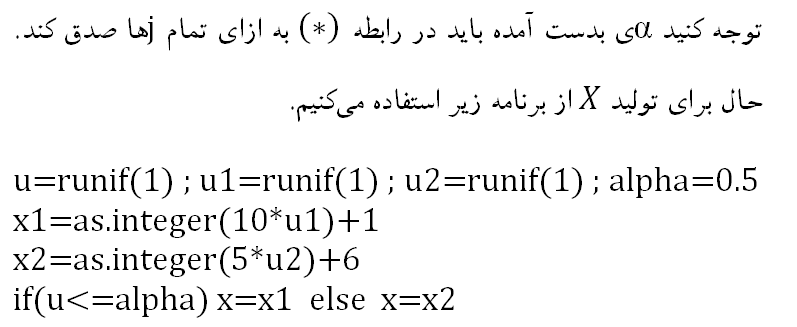 توجه کنید αی بدست آمده باید در رابطه (*) به ازای تمام jها صدق کند.
حال برای تولید X از برنامه زیر استفاده می‌کنیم.
u=runif(1) ; u1=runif(1) ; u2=runif(1) ; alpha=0.5
x1=as.integer(10*u1)+1
x2=as.integer(5*u2)+6
if(u<=alpha) x=x1 else x=x2